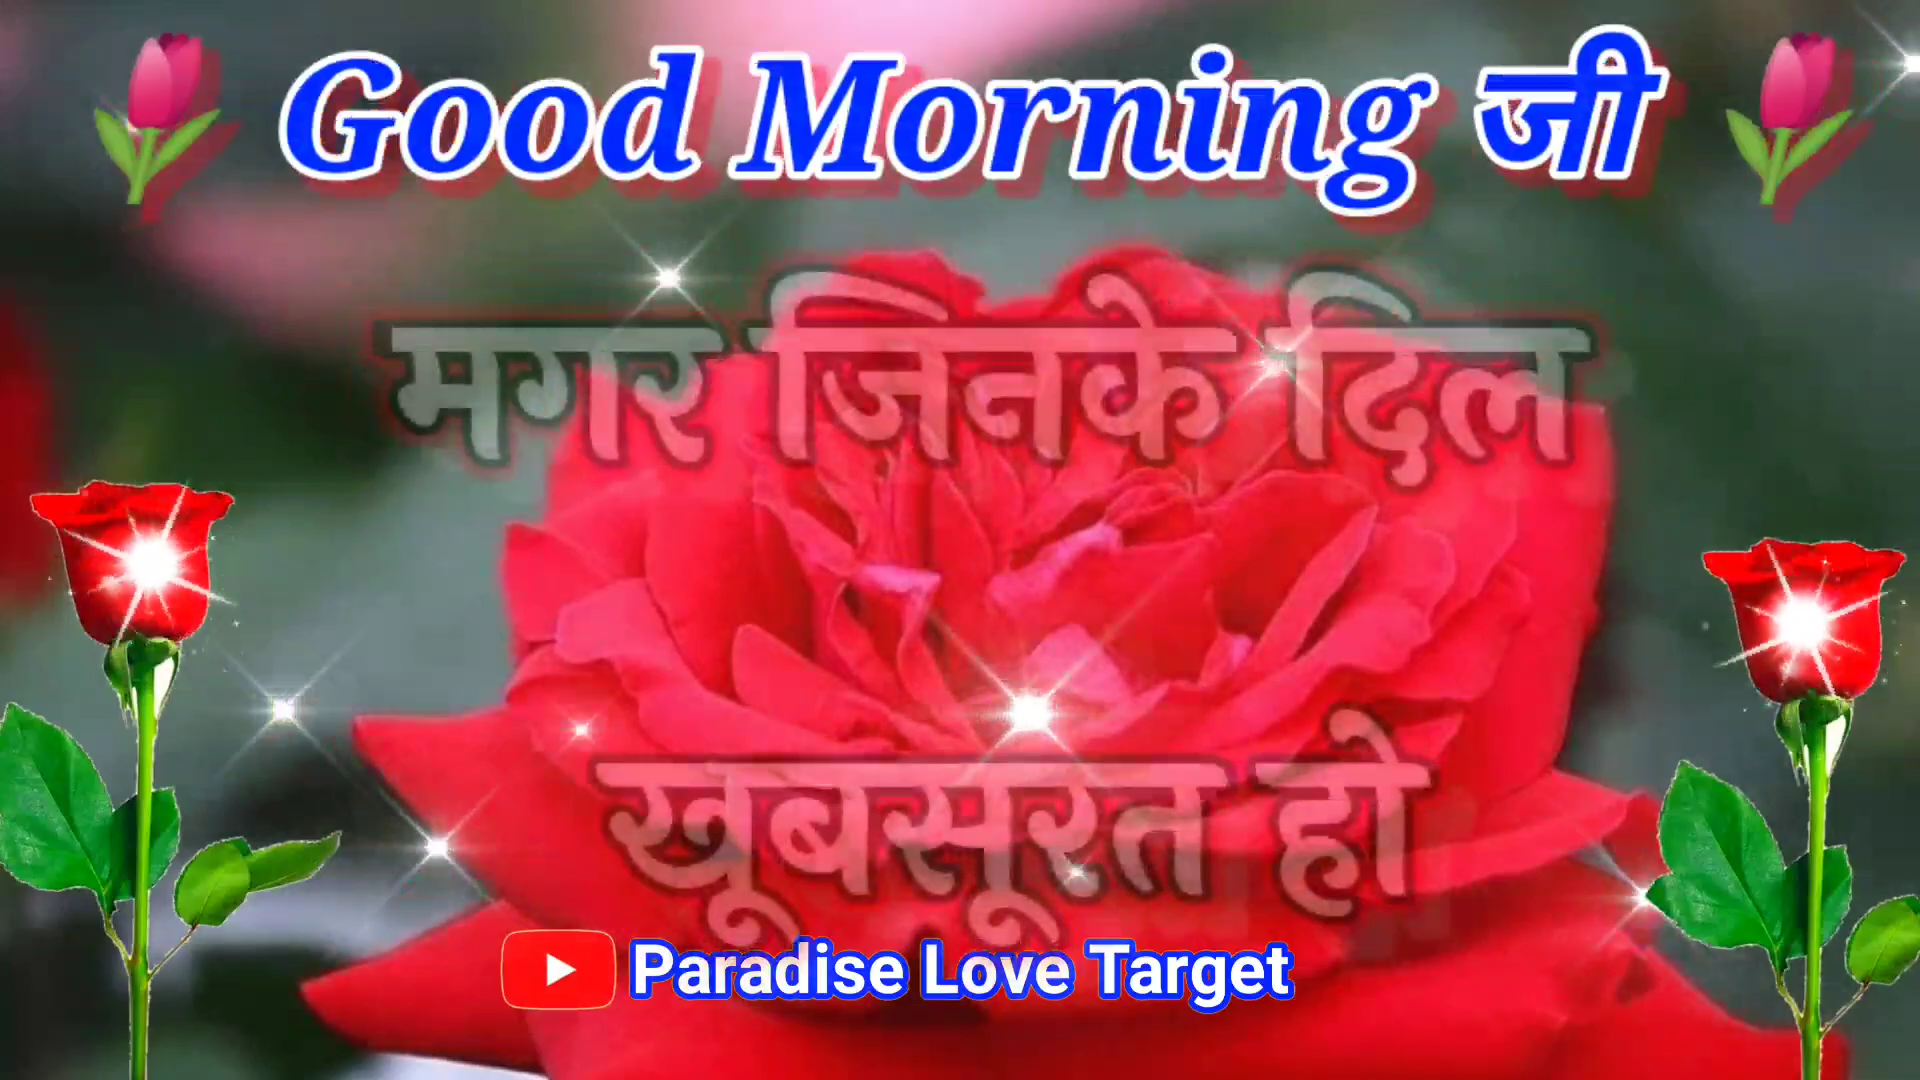 Good Morning जी
मगर जिनके दिल
खूबसूरत हो
Paradise Love Target